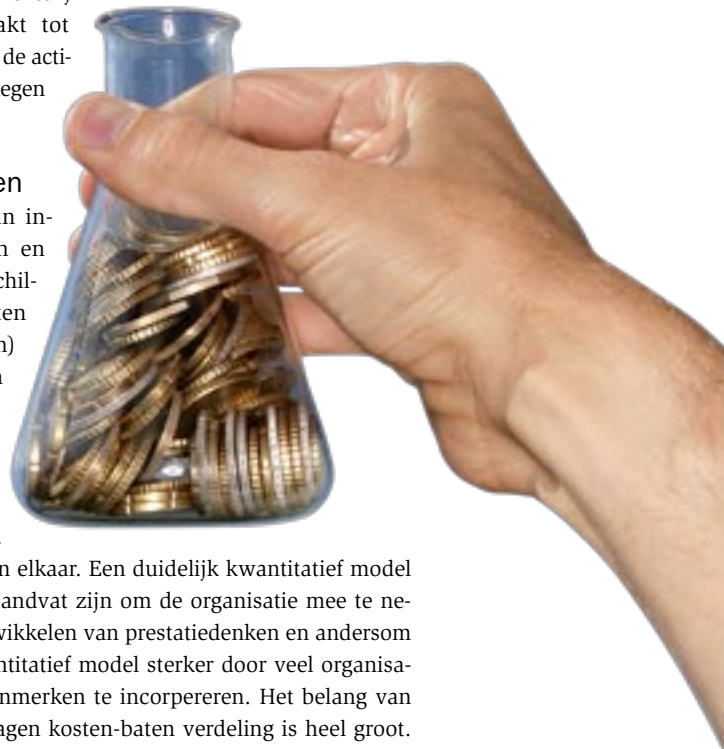 akt tot
de acti-
egen
en
in in-
n en
chil-
ten
n)
n elkaar. Een duidelijk kwantitatief model
andvat zijn om de organisatie mee te ne-
wikkelen van prestatiedenken en andersom
ntitatief model sterker door veel organisa-
nmerken te incorpereren. Het belang van
agen kosten-baten verdeling is heel groot.